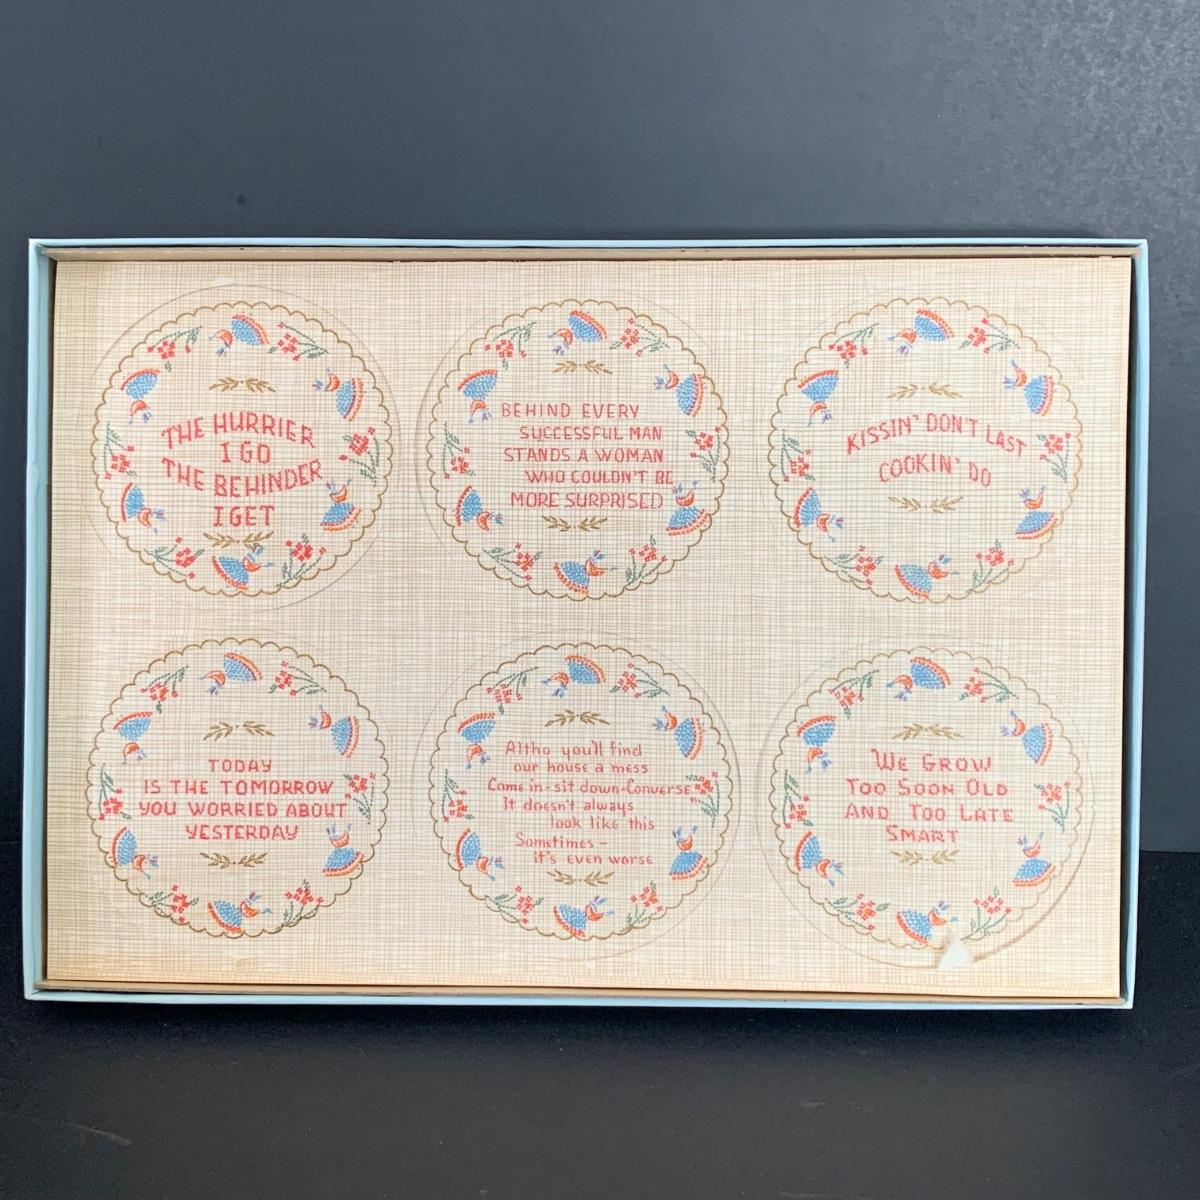 THE HURRIER
I GO
THE BEHINDER
I GET
BEHIND EVERY
SUCCESSFUL MAN
STANDS A WOMAN
WHO COULDN'T BE
MORE SURPRISED
KISSIN' DON'T LAST
COOKIN' DO
TODAY
IS THE TOMORROW
YOU WORRIED ABOUT
YESTERDAY
Altho you'll find
our house a mess
Come in-sit down-Converse
It doesn't always
look like this
Sometimes ~
it's even worse
WE GROW
TOO SOON OLD
AND TOO LATE
SMART